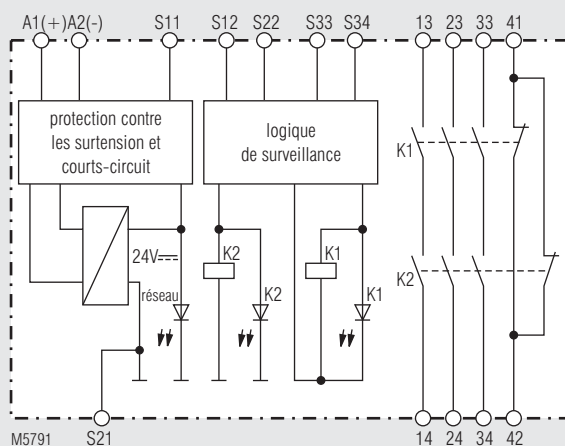 A1(+) A2(-) S11 S12 S22 S33 S34 13 23 33 41
protection contre
les surtension et
courts-circuit
logique
de surveillance
K1
24V
K2
K1
réseau
K2
K1
K2
M5791 S21 14 24 34 42